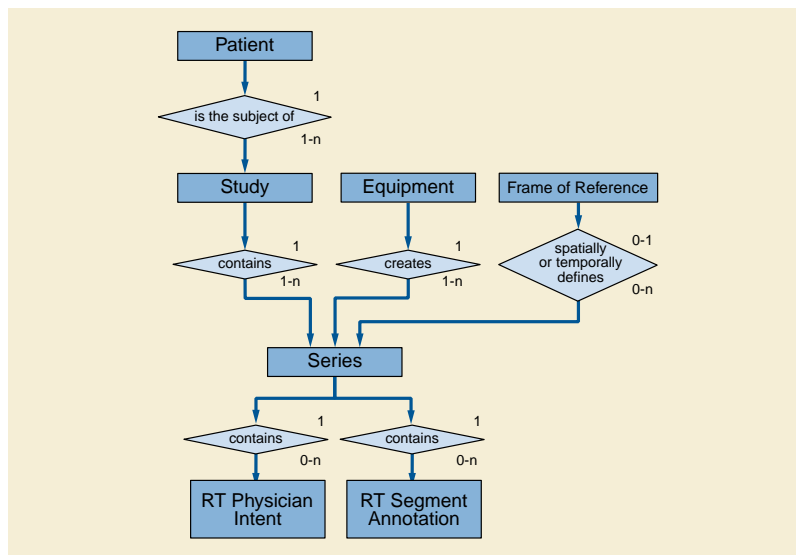 Patient
1
is the subject of
1-n
Study
Equipment
Frame of Reference
1
contains
1-n
1
creates
1-n
0-1
spatially
or temporally
defines
0-n
Series
1
contains
0-n
1
contains
0-n
RT Physician
Intent
RT Segment
Annotation